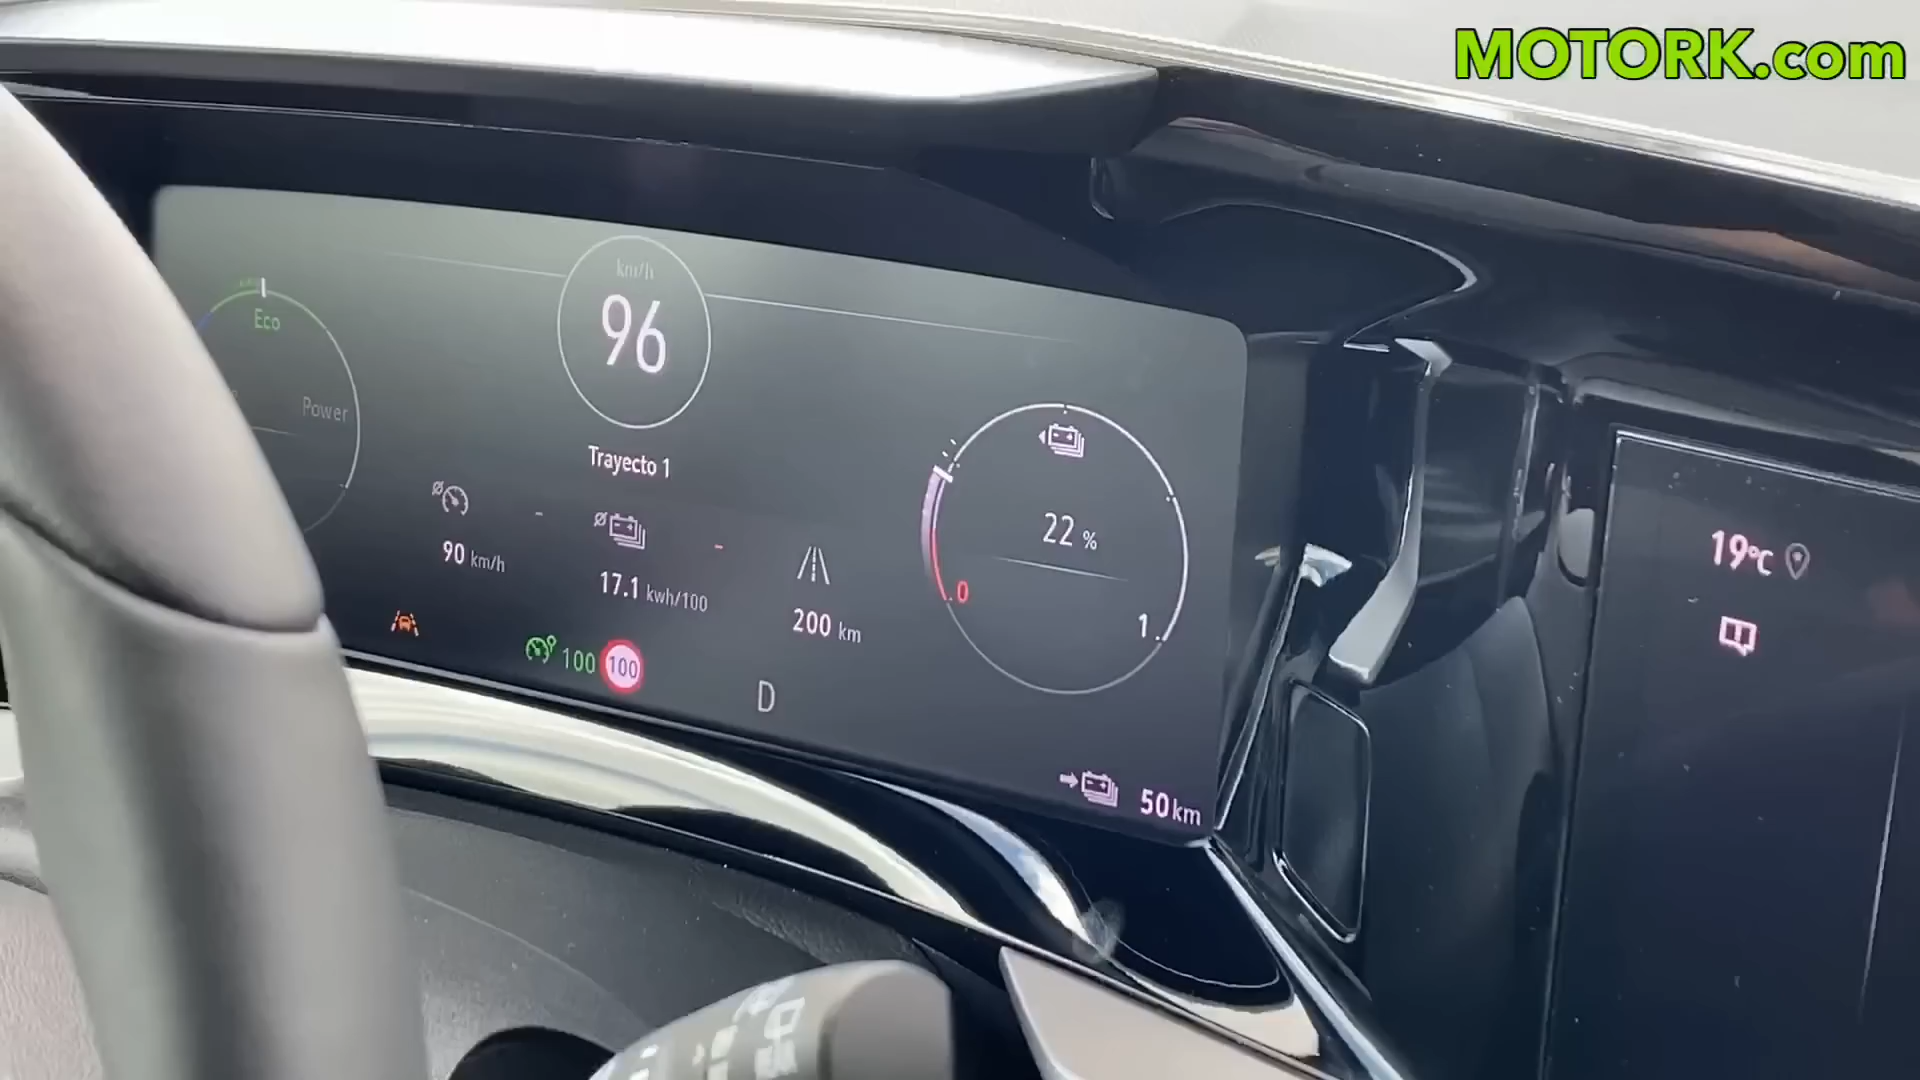 MOTORK.com
km/h
96
Eco
Power
Trayecto 1
22 %
0
1
- 
90 km/h
-
17.1 kwh/100
200 km
100
100
D
50 km
19°C